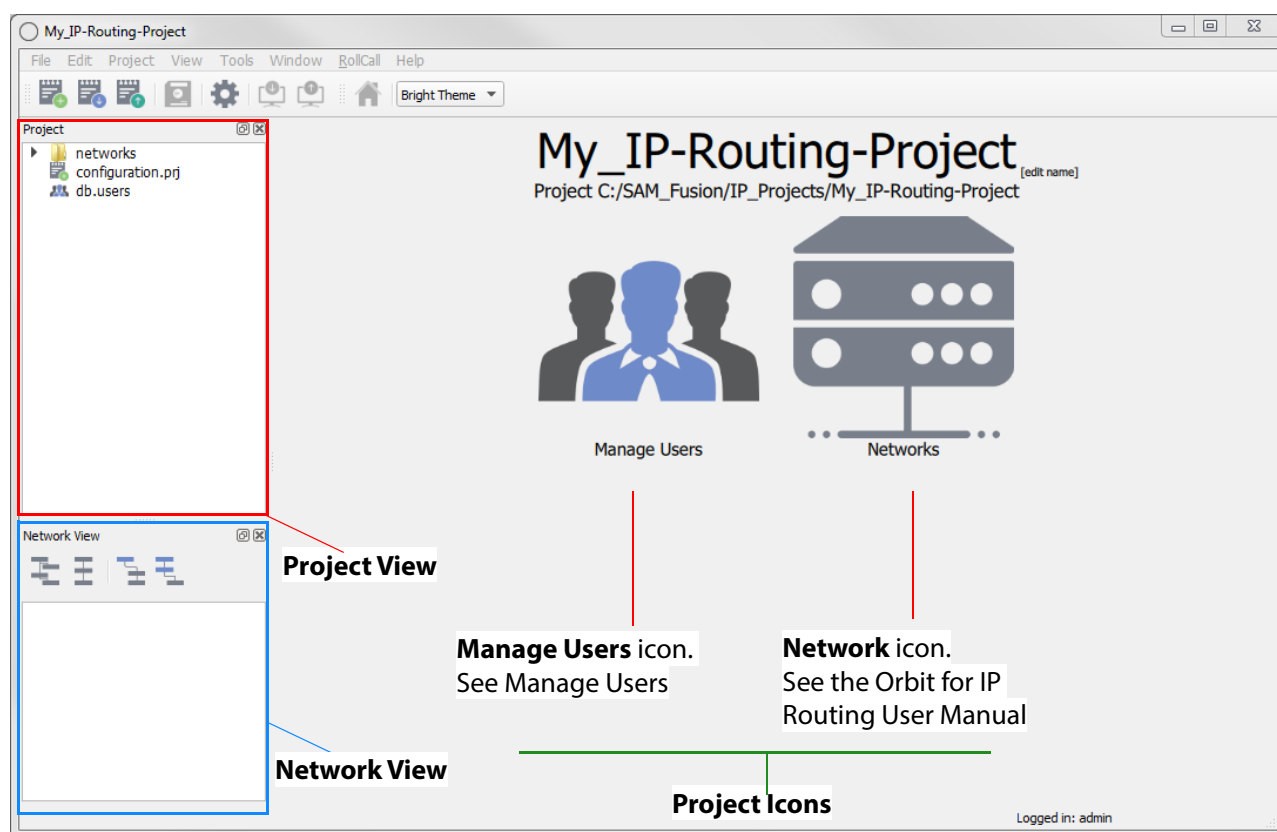 My_IP-Routing-Project
File Edit Project View Tools Window RollCall Help
Bright Theme
Project
networks
configuration.prj
db.users
My_IP-Routing-Project [edit name]
Project C:/SAM_Fusion/IP_Projects/My_IP-Routing-Project
Manage Users
Networks
Network View
Project View
Manage Users icon.
See Manage Users
Network icon.
See the Orbit for IP
Routing User Manual
Network View
Project Icons
Logged in: admin